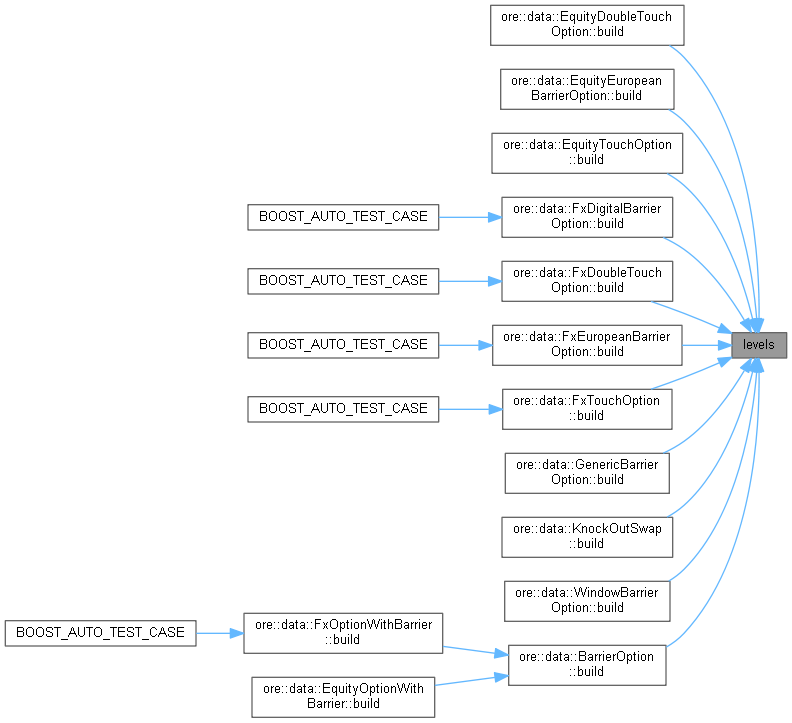 ore::data::EquityDoubleTouch
Option::build
ore::data::EquityEuropean
BarrierOption::build
ore::data::EquityTouchOption
::build
BOOST_AUTO_TEST_CASE
ore::data::FxDigitalBarrier
Option::build
BOOST_AUTO_TEST_CASE
ore::data::FxDoubleTouch
Option::build
BOOST_AUTO_TEST_CASE
ore::data::FxEuropeanBarrier
Option::build
levels
BOOST_AUTO_TEST_CASE
ore::data::FxTouchOption
::build
ore::data::GenericBarrier
Option::build
ore::data::KnockOutSwap
::build
ore::data::WindowBarrier
Option::build
BOOST_AUTO_TEST_CASE
ore::data::FxOptionWithBarrier
::build
ore::data::BarrierOption
::build
ore::data::EquityOptionWith
Barrier::build